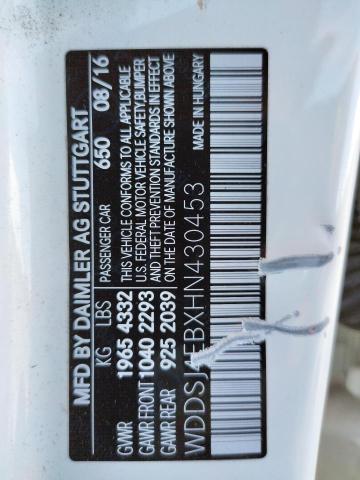 MFD BY DAIMLER AG STUTTGART
PASSENGER CAR 650 08/16
KG LBS
GVWR 1965 4332
GAWR FRONT 1040 2293
GAWR REAR 925 2039
THIS VEHICLE CONFORMS TO ALL APPLICABLE
U.S. FEDERAL MOTOR VEHICLE SAFETY,BUMPER
AND THEFT PREVENTION STANDARDS IN EFFECT
ON THE DATE OF MANUFACTURE SHOWN ABOVE
MADE IN HUNGARY
WDDSJ4EBXHN430453